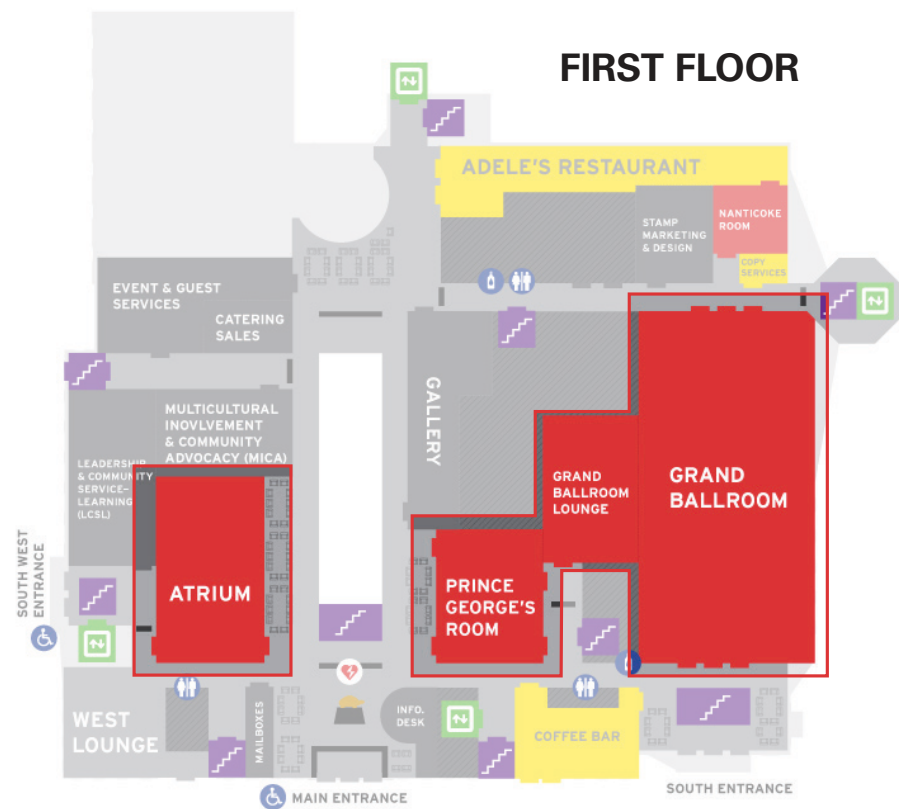 FIRST FLOOR
ADELE'S RESTAURANT
STAMP
MARKETING
& DESIGN
NANTICOKE
ROOM
COPY
SERVICES
EVENT & GUEST
SERVICES
CATERING
SALES
GALLERY
MULTICULTURAL
INOVLVEMENT
& COMMUNITY
ADVOCACY (MICA)
LEADERSHIP
& COMMUNITY
SERVICE–
LEARNING
(LCSL)
GRAND
BALLROOM
LOUNGE
GRAND
BALLROOM
SOUTH WEST
ENTRANCE
ATRIUM
PRINCE
GEORGE'S
ROOM
WEST
LOUNGE
MAILBOXES
INFO.
DESK
COFFEE BAR
SOUTH ENTRANCE
MAIN ENTRANCE